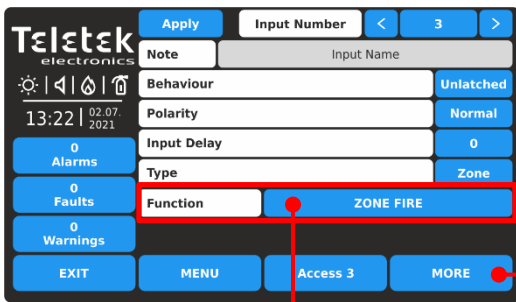 Teletek
electronics
13:22 02.07.
2021
0
Alarms
0
Faults
0
Warnings
EXIT
Apply Input Number < 3 >
Note Input Name
Behaviour Unlatched
Polarity Normal
Input Delay 0
Type Zone
Function ZONE FIRE
MENU Access 3 MORE